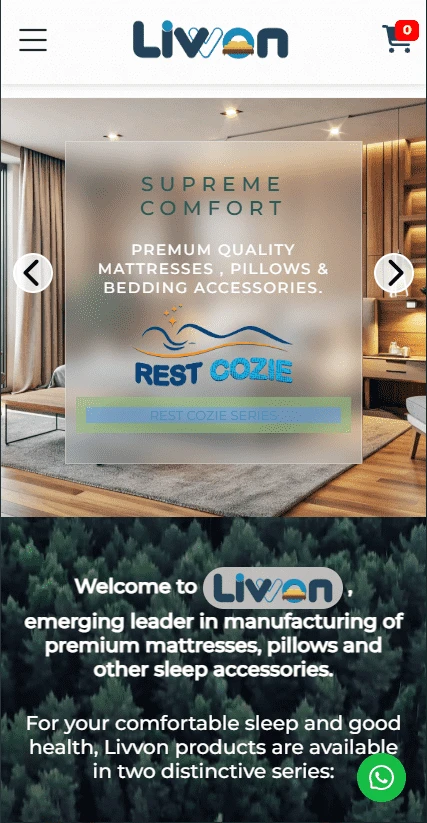 Livvon
0
SUPREME
COMFORT
PREMUM QUALITY
MATTRESSES , PILLOWS &
BEDDING ACCESSORIES.
REST COZIE
REST COZIE SERIES
Welcome to Livvon ,
emerging leader in manufacturing of
premium mattresses, pillows and
other sleep accessories.
For your comfortable sleep and good
health, Livvon products are available
in two distinctive series: